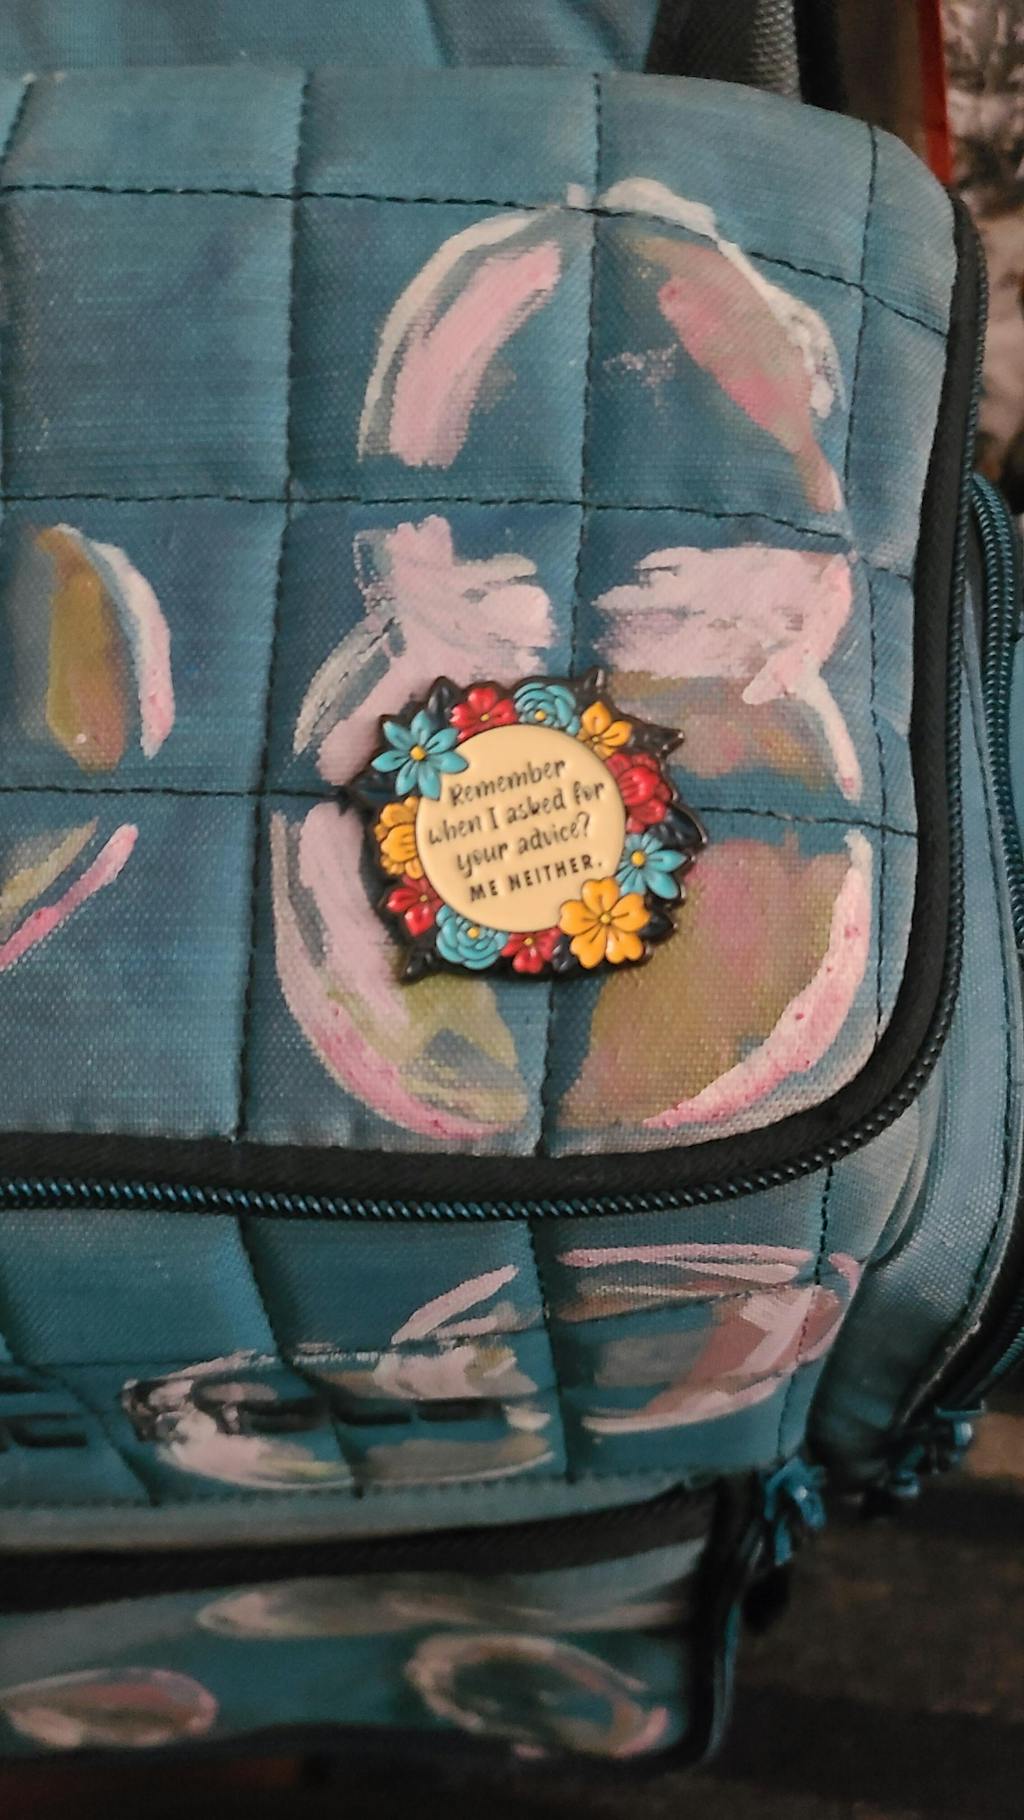 Remember
when I asked for
your advice?
ME NEITHER.